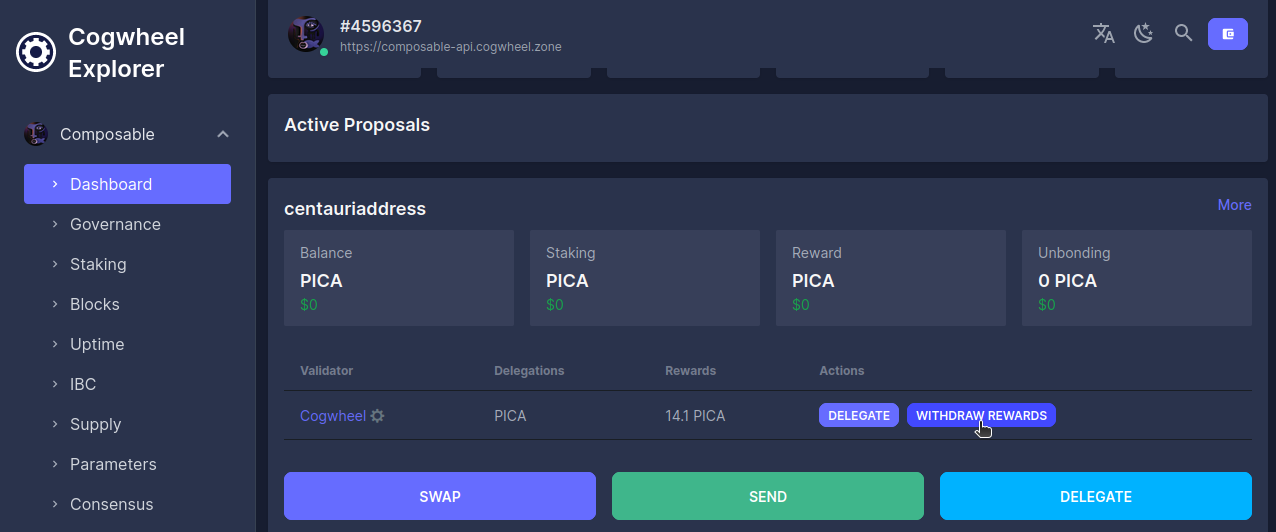 Cogwheel
Explorer
Composable
Dashboard
Governance
Staking
Blocks
Uptime
IBC
Supply
Parameters
Consensus
#4596367
https://composable-api.cogwheel.zone
Active Proposals
centauriaddress
More
Balance
PICA
$0
Staking
PICA
$0
Reward
PICA
$0
Unbonding
0 PICA
$0
Validator Delegations Rewards Actions
Cogwheel PICA 14.1 PICA DELEGATE WITHDRAW REWARDS
SWAP SEND DELEGATE